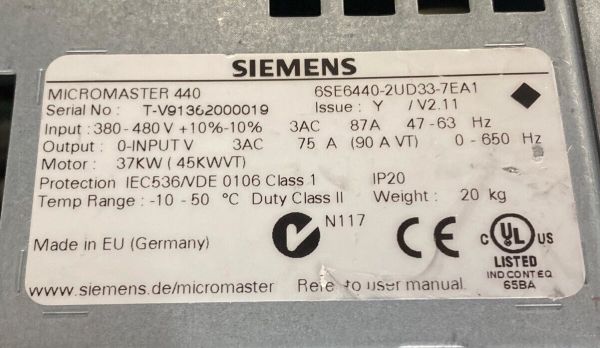 SIEMENS
MICROMASTER 440 6SE6440-2UD33-7EA1
Serial No : T-V91362000019 Issue : Y / V2.11
Input : 380-480 V +10%-10% 3AC 87A 47-63 Hz
Output : 0-INPUT V 3AC 75 A (90 A VT) 0 - 650 Hz
Motor : 37KW ( 45KWVT)
Protection IEC536/VDE 0106 Class 1 IP20
Temp Range : -10 - 50 °C Duty Class II Weight : 20 kg
N117
Made in EU (Germany) CE C UL US
LISTED
IND.CONT.EQ.
65BA
www.siemens.de/micromaster Refe to user manual